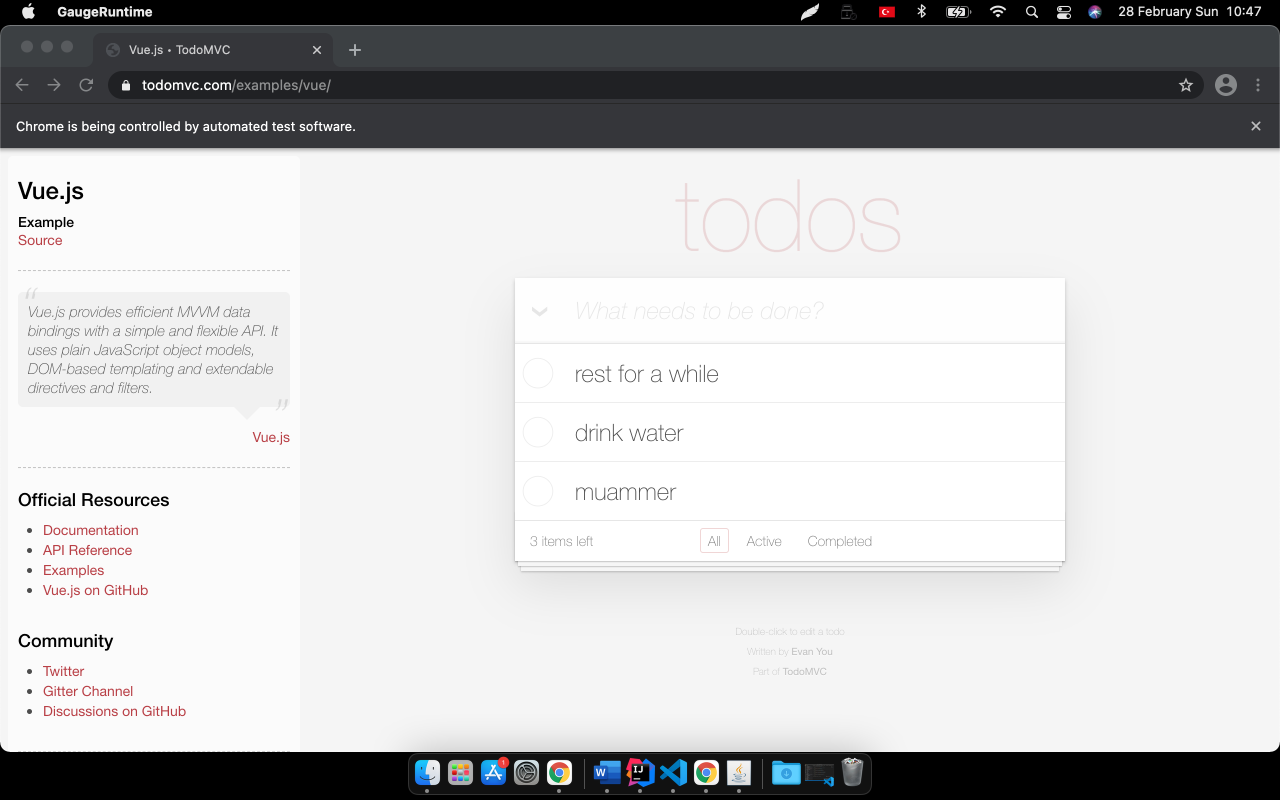 GaugeRuntime
28 February Sun 10:47
Vue.js • TodoMVC
todomvc.com/examples/vue/
Chrome is being controlled by automated test software.
Vue.js
Example
Source
“
Vue.js provides efficient MVVM data
bindings with a simple and flexible API. It
uses plain JavaScript object models,
DOM-based templating and extendable
directives and filters.
”
Vue.js
Official Resources
• Documentation
• API Reference
• Examples
• Vue.js on GitHub
Community
• Twitter
• Gitter Channel
• Discussions on GitHub
todos
What needs to be done?
rest for a while
drink water
muammer
3 items left All Active Completed
Double-click to edit a todo
Written by Evan You
Part of TodoMVC
1
W
IJ